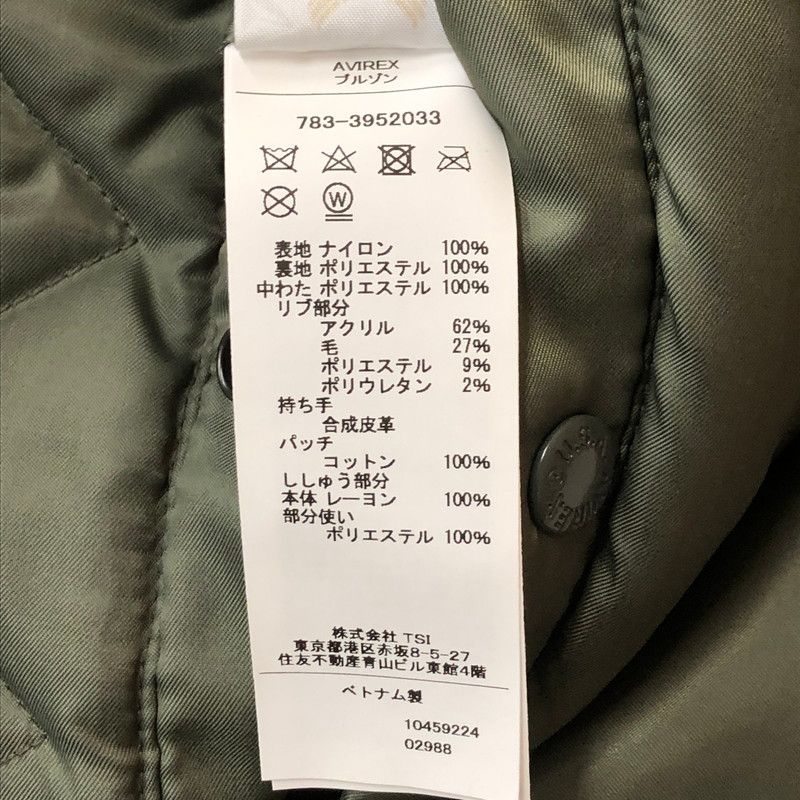 AVIREX
ブルゾン
783-3952033
W
表地 ナイロン 100%
裏地 ポリエステル 100%
中わた ポリエステル 100%
リブ部分
アクリル 62%
毛 27%
ポリエステル 9%
ポリウレタン 2%
持ち手
合成皮革
パッチ
コットン 100%
ししゅう部分
本体 レーヨン 100%
部分使い
ポリエステル 100%
株式会社 TSI
東京都港区赤坂8-5-27
住友不動産青山ビル東館4階
ベトナム製
10459224
02988
U.S.A.